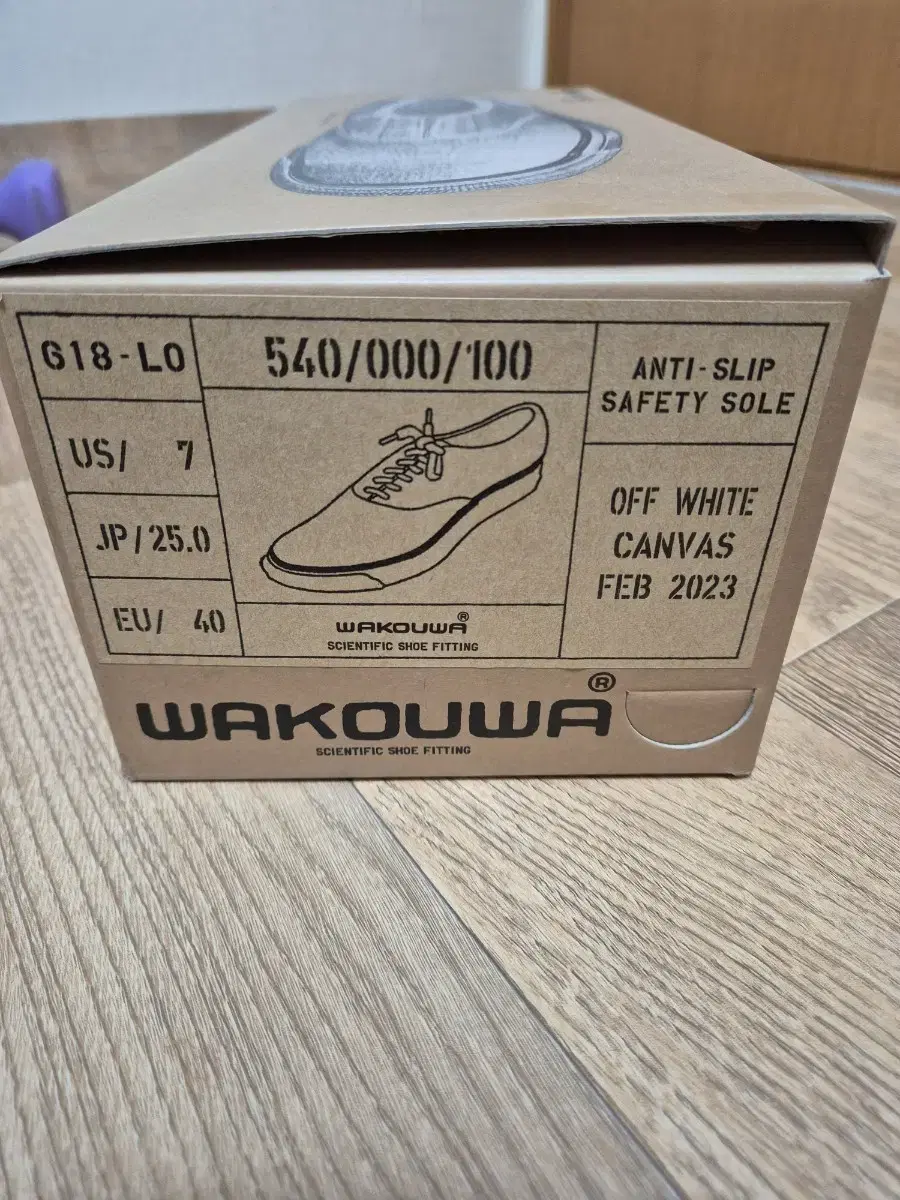 618-LO
US/ 7
JP/25.0
EU/ 40
540/000/100
WAKOUWA®
SCIENTIFIC SHOE FITTING
ANTI-SLIP
SAFETY SOLE
OFF WHITE
CANVAS
FEB 2023
WAKOUWA®
SCIENTIFIC SHOE FITTING